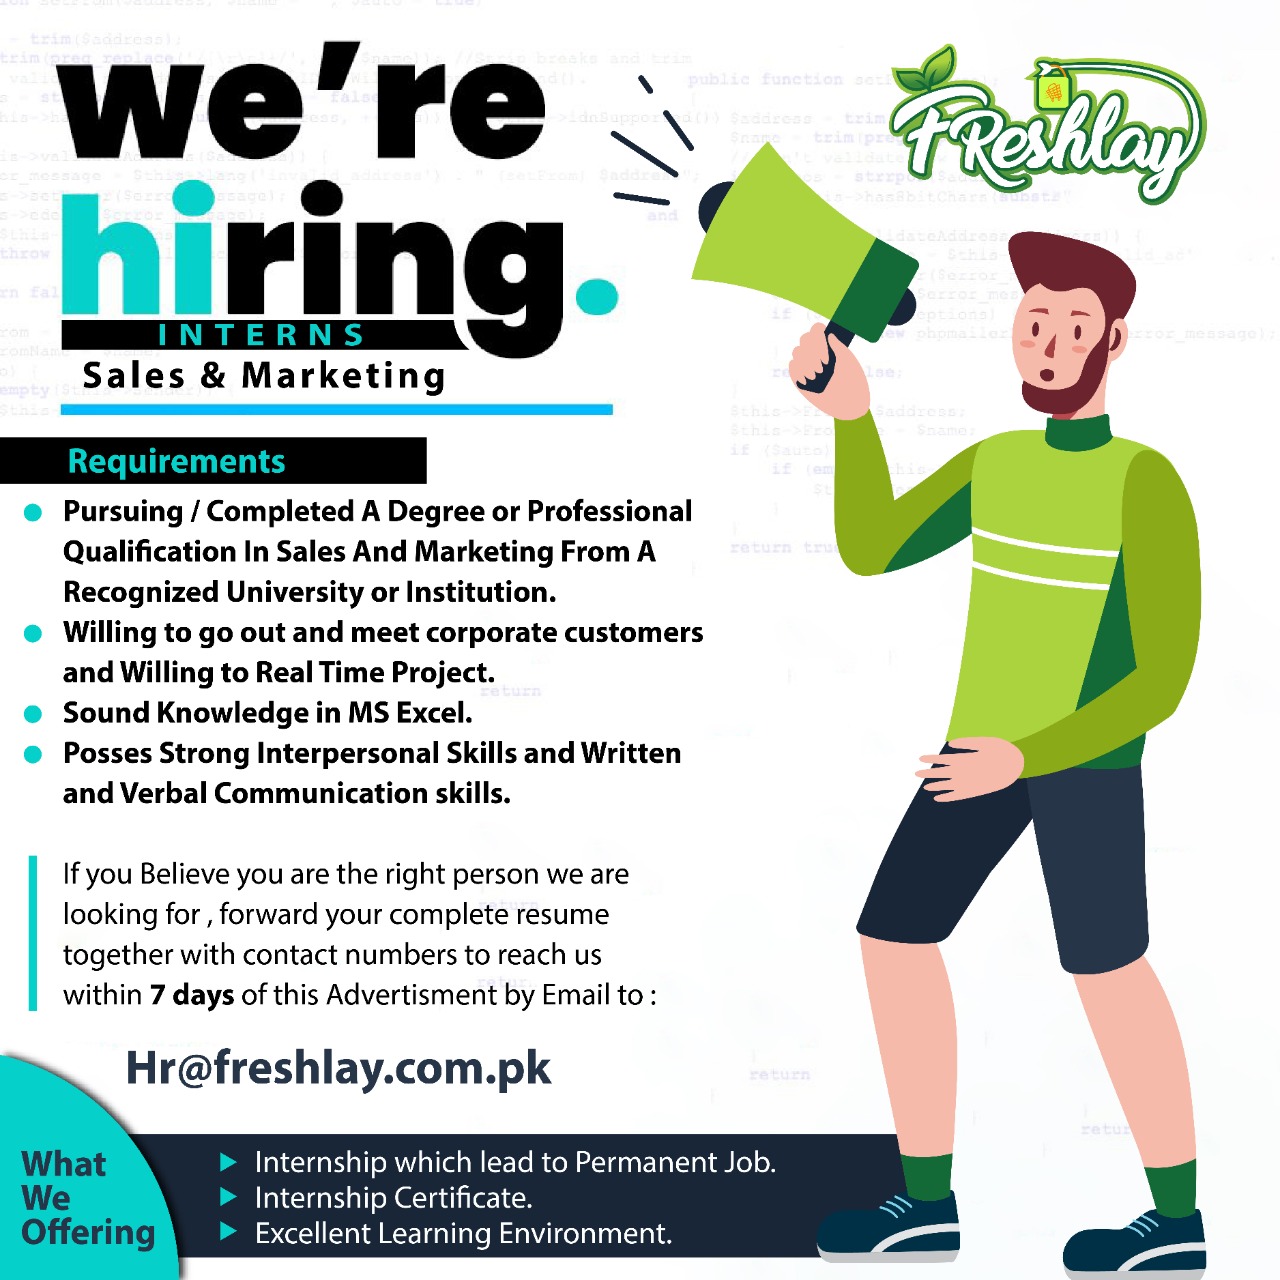 we're
hiring.
INTERNS
Sales & Marketing
FReshlay
Requirements
Pursuing / Completed A Degree or Professional
Qualification In Sales And Marketing From A
Recognized University or Institution.
Willing to go out and meet corporate customers
and Willing to Real Time Project.
Sound Knowledge in MS Excel.
Posses Strong Interpersonal Skills and Written
and Verbal Communication skills.
If you Believe you are the right person we are
looking for , forward your complete resume
together with contact numbers to reach us
within 7 days of this Advertisment by Email to :
Hr@freshlay.com.pk
What
We
Offering
Internship which lead to Permanent Job.
Internship Certificate.
Excellent Learning Environment.